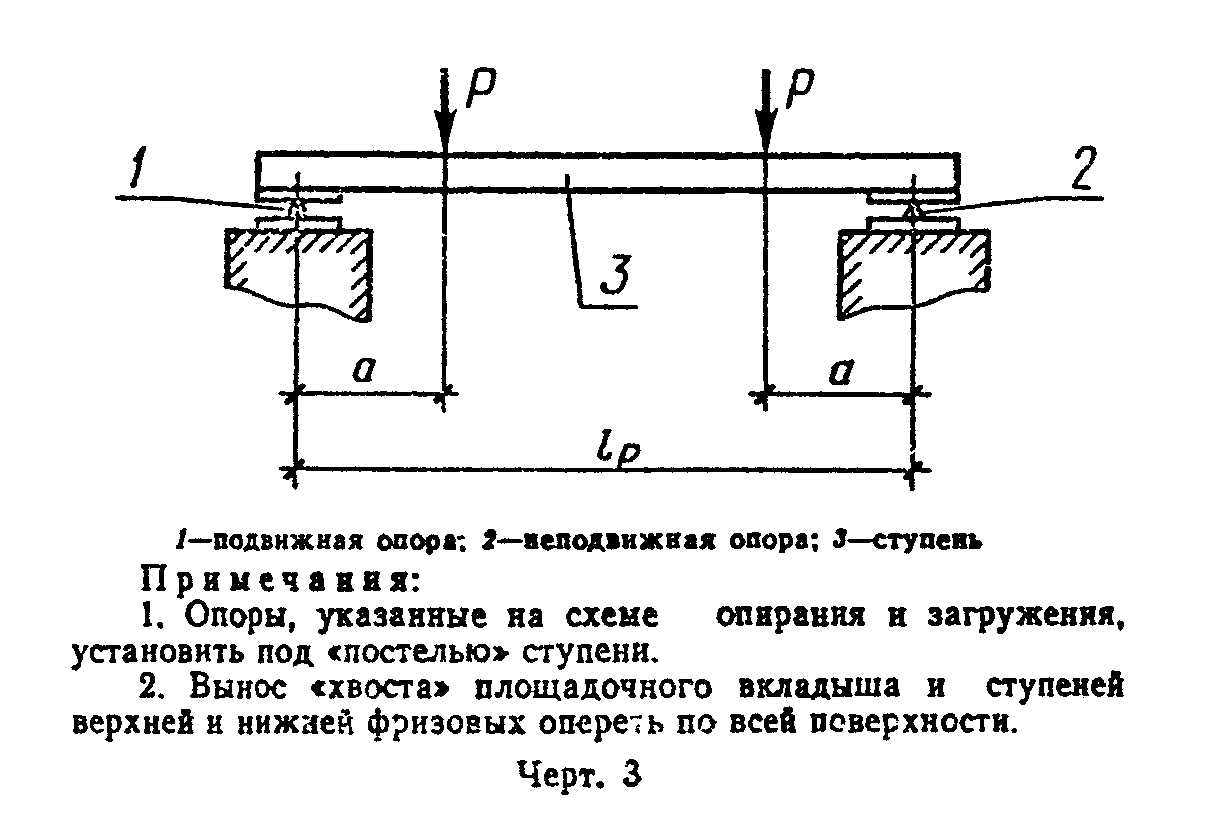 P P
1 2
3
a a
lp
1—подвижная опора; 2—неподвижная опора; 3—ступень
Примечания:
1. Опоры, указанные на схеме опирания и загружения,
установить под «постелью» ступени.
2. Вынос «хвоста» площадочного вкладыша и ступеней
верхней и нижней фризовых опереть по всей поверхности.
Черт. 3